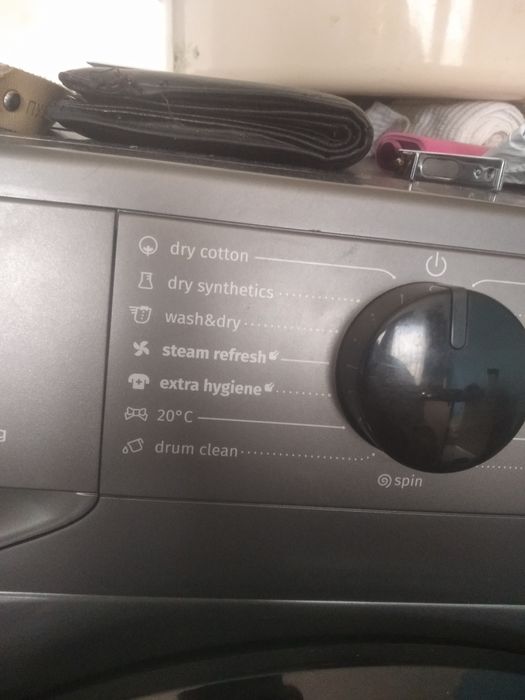 dry cotton
dry synthetics
wash&dry
steam refresh
extra hygiene
20°C
drum clean
spin